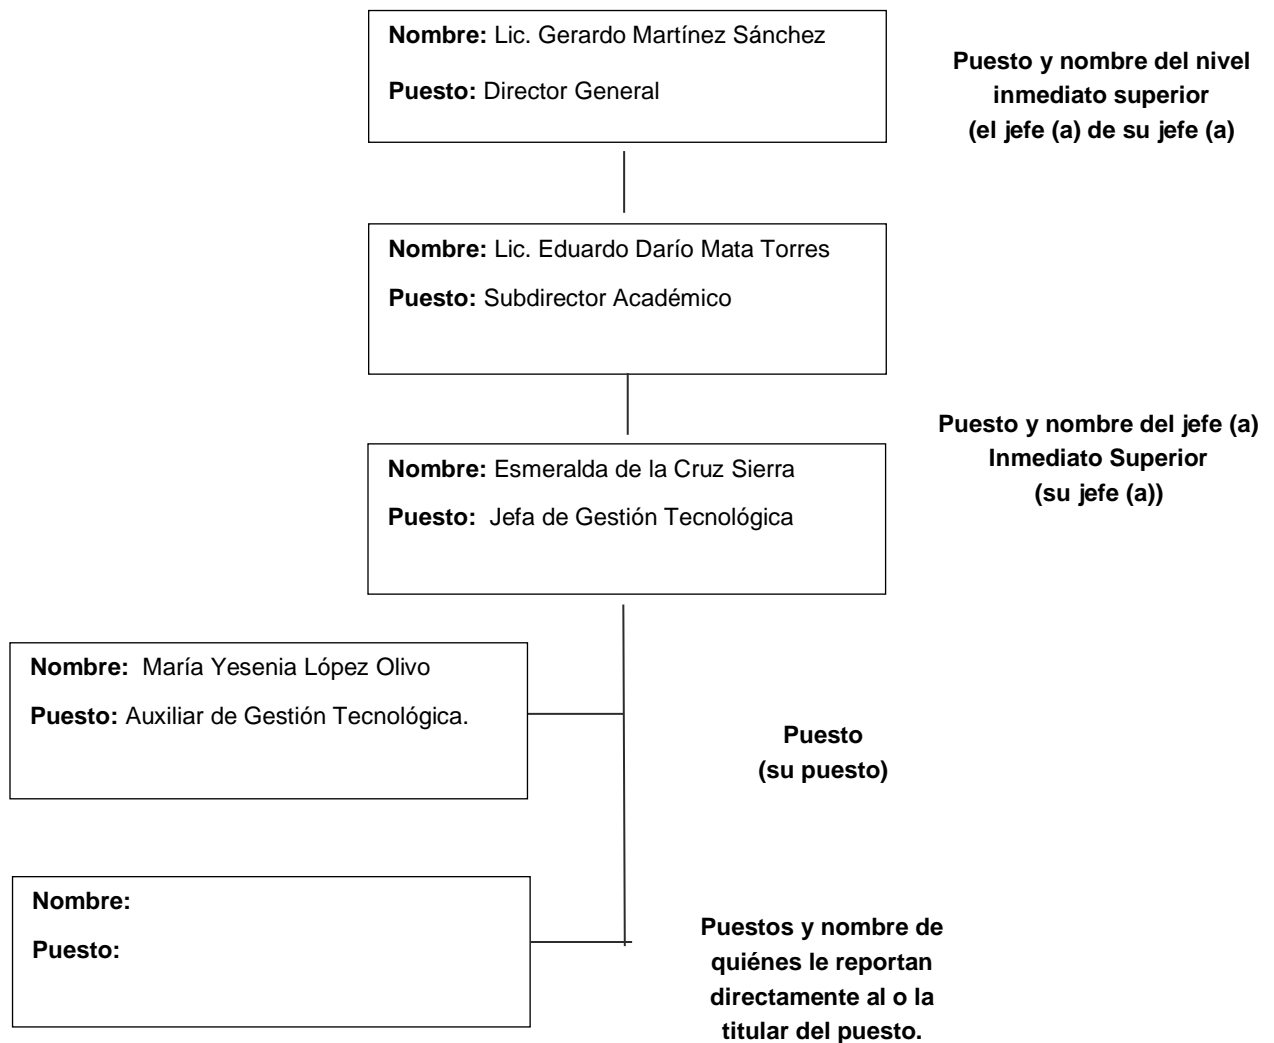 Nombre: Lic. Gerardo Martínez Sánchez
Puesto: Director General
Puesto y nombre del nivel
inmediato superior
(el jefe (a) de su jefe (a)
Nombre: Lic. Eduardo Darío Mata Torres
Puesto: Subdirector Académico
Puesto y nombre del jefe (a)
Inmediato Superior
(su jefe (a))
Nombre: Esmeralda de la Cruz Sierra
Puesto: Jefa de Gestión Tecnológica
Nombre: María Yesenia López Olivo
Puesto: Auxiliar de Gestión Tecnológica.
Puesto
(su puesto)
Nombre:
Puesto:
Puestos y nombre de
quiénes le reportan
directamente al o la
titular del puesto.